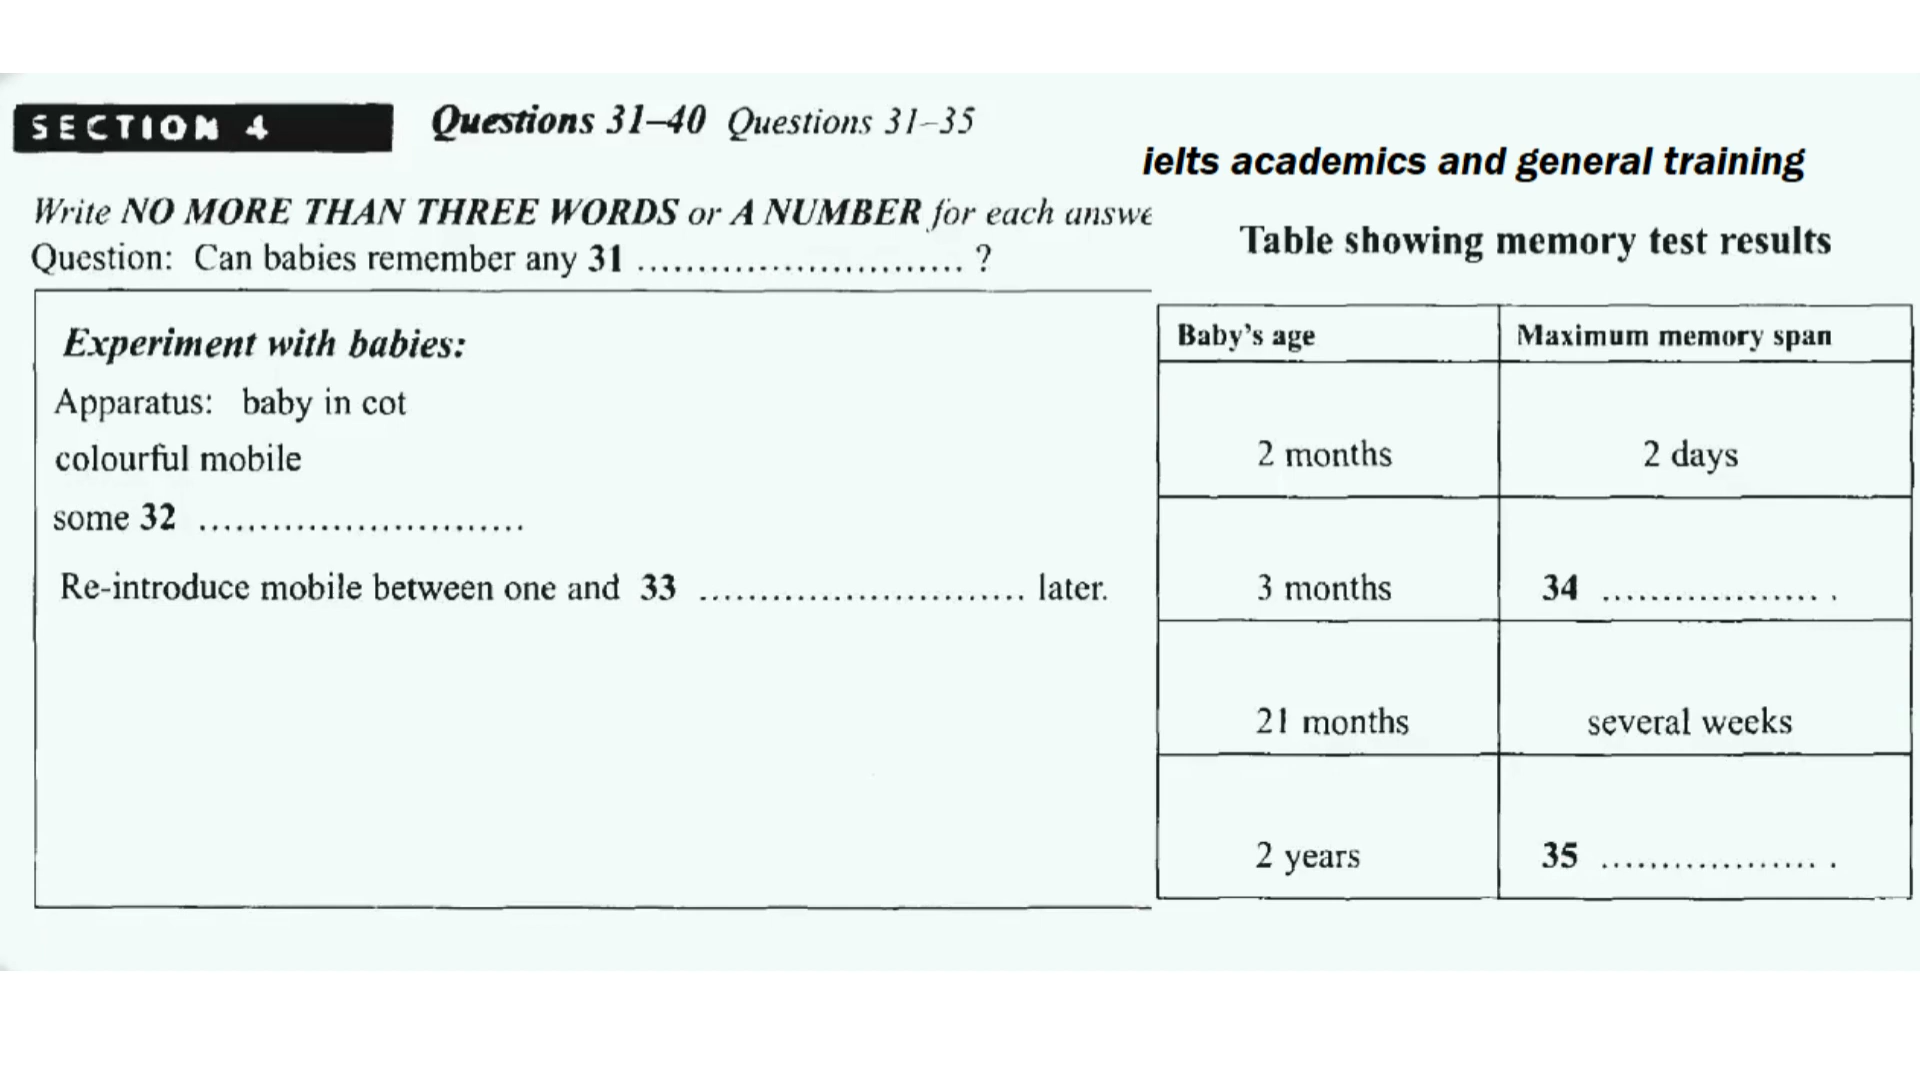 SECTION 4 Questions 31–40 Questions 31–35
ielts academics and general training
Write NO MORE THAN THREE WORDS or A NUMBER for each answe
Question: Can babies remember any 31 ........................... ?
Experiment with babies:
Apparatus: baby in cot
colourful mobile
some 32 ...........................
Re-introduce mobile between one and 33 ........................... later.
Table showing memory test results
Baby's age Maximum memory span
2 months 2 days
3 months 34 .................. .
21 months several weeks
2 years 35 .................. .